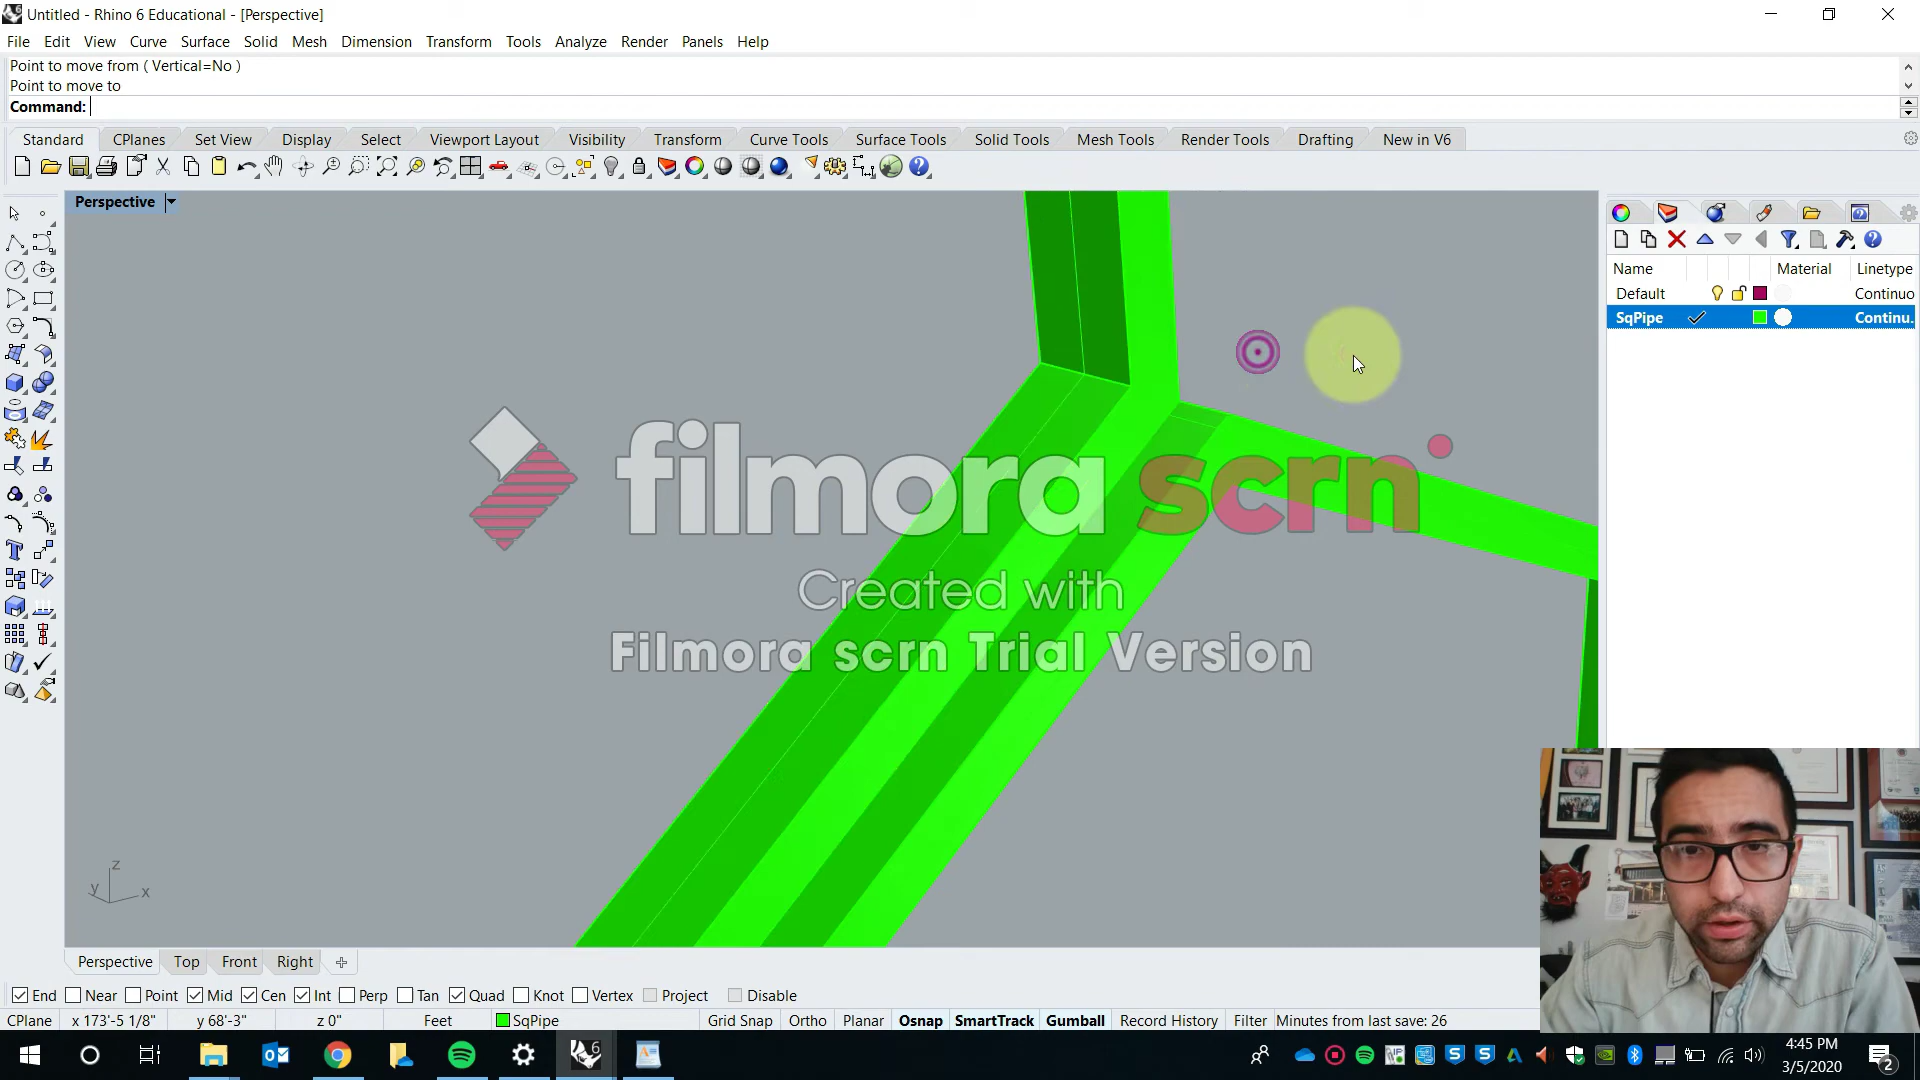 Untitled - Rhino 6 Educational - [Perspective]
File Edit View Curve Surface Solid Mesh Dimension Transform Tools Analyze Render Panels Help
Point to move from ( Vertical=No )
Point to move to
Command:
Standard CPlanes Set View Display Select Viewport Layout Visibility Transform Curve Tools Surface Tools Solid Tools Mesh Tools Render Tools Drafting New in V6
Perspective
Name Material Linetype
Default Continuo
SqPipe Continu...
filmora scrn
Created with
Filmora scrn Trial Version
z
y x
Perspective Top Front Right
End Near Point Mid Cen Int Perp Tan Quad Knot Vertex Project Disable
CPlane x 173'-5 1/8" y 68'-3" z 0" Feet SqPipe Grid Snap Ortho Planar Osnap SmartTrack Gumball Record History Filter Minutes from last save: 26
4:45 PM
3/5/2020
2